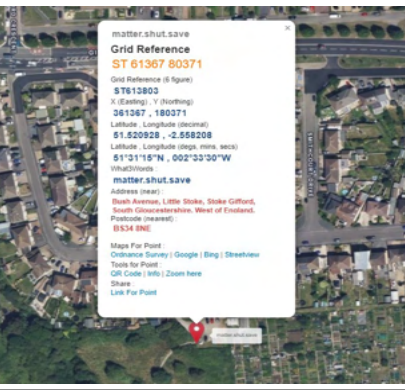 matter.shut.save
Grid Reference
ST 61367 80371
Grid Reference (6 figure)
ST613803
X (Easting) , Y (Northing)
361367 , 180371
Latitude , Longitude (decimal)
51.520928 , -2.558208
Latitude , Longitude (degs, mins, secs)
51°31'15"N , 002°33'30"W
What3Words :
matter.shut.save
Address (near) :
Bush Avenue, Little Stoke, Stoke Gifford,
South Gloucestershire, West of England,
Postcode (nearest) :
BS34 8NE
Maps For Point :
Ordnance Survey | Google | Bing | Streetview
Tools for Point :
QR Code | Info | Zoom here
Share :
Link For Point
matter.shut.save